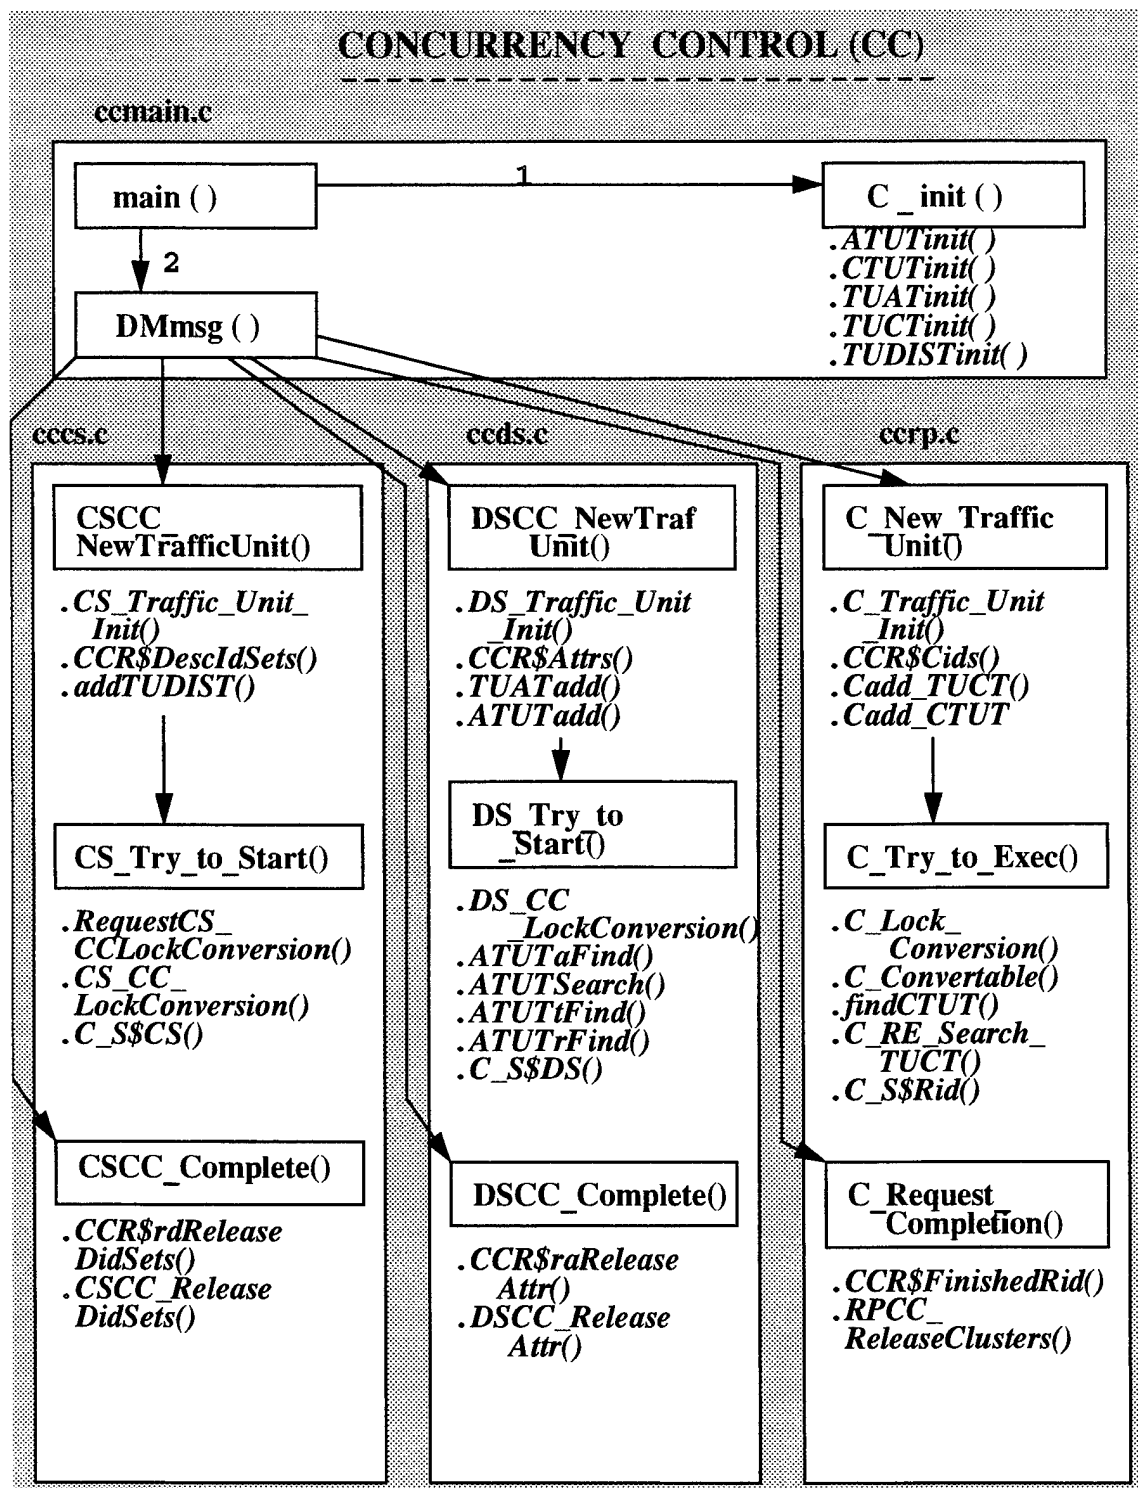 CONCURRENCY CONTROL (CC)
ccmain.c
main ( )
1
C _ init ( )
.ATUTinit( )
.CTUTinit( )
.TUATinit( )
.TUCTinit( )
.TUDISTinit( )
2
DMmsg ( )
cccs.c
CSCC_
NewTrafficUnit()
.CS_Traffic_Unit_
Init()
.CCR$DescIdSets()
.addTUDIST()
CS_Try_to_Start()
.RequestCS_
CCLockConversion()
.CS_CC_
LockConversion()
.C_S$CS()
CSCC_Complete()
.CCR$rdRelease
DidSets()
.CSCC_Release
DidSets()
ccds.c
DSCC_NewTraf
Unit()
.DS_Traffic_Unit
_Init()
.CCR$Attrs()
.TUATadd()
.ATUTadd()
DS_Try_to
_Start()
.DS_CC
_LockConversion()
.ATUTaFind()
.ATUTSearch()
.ATUTtFind()
.ATUTrFind()
.C_S$DS()
DSCC_Complete()
.CCR$raRelease
Attr()
.DSCC_Release
Attr()
ccrp.c
C_New_Traffic
Unit()
.C_Traffic_Unit
_Init()
.CCR$Cids()
.Cadd_TUCT()
.Cadd_CTUT
C_Try_to_Exec()
.C_Lock_
Conversion()
.C_Convertable()
.findCTUT()
.C_RE_Search_
TUCT()
.C_S$Rid()
C_Request_
Completion()
.CCR$FinishedRid()
.RPCC_
ReleaseClusters()